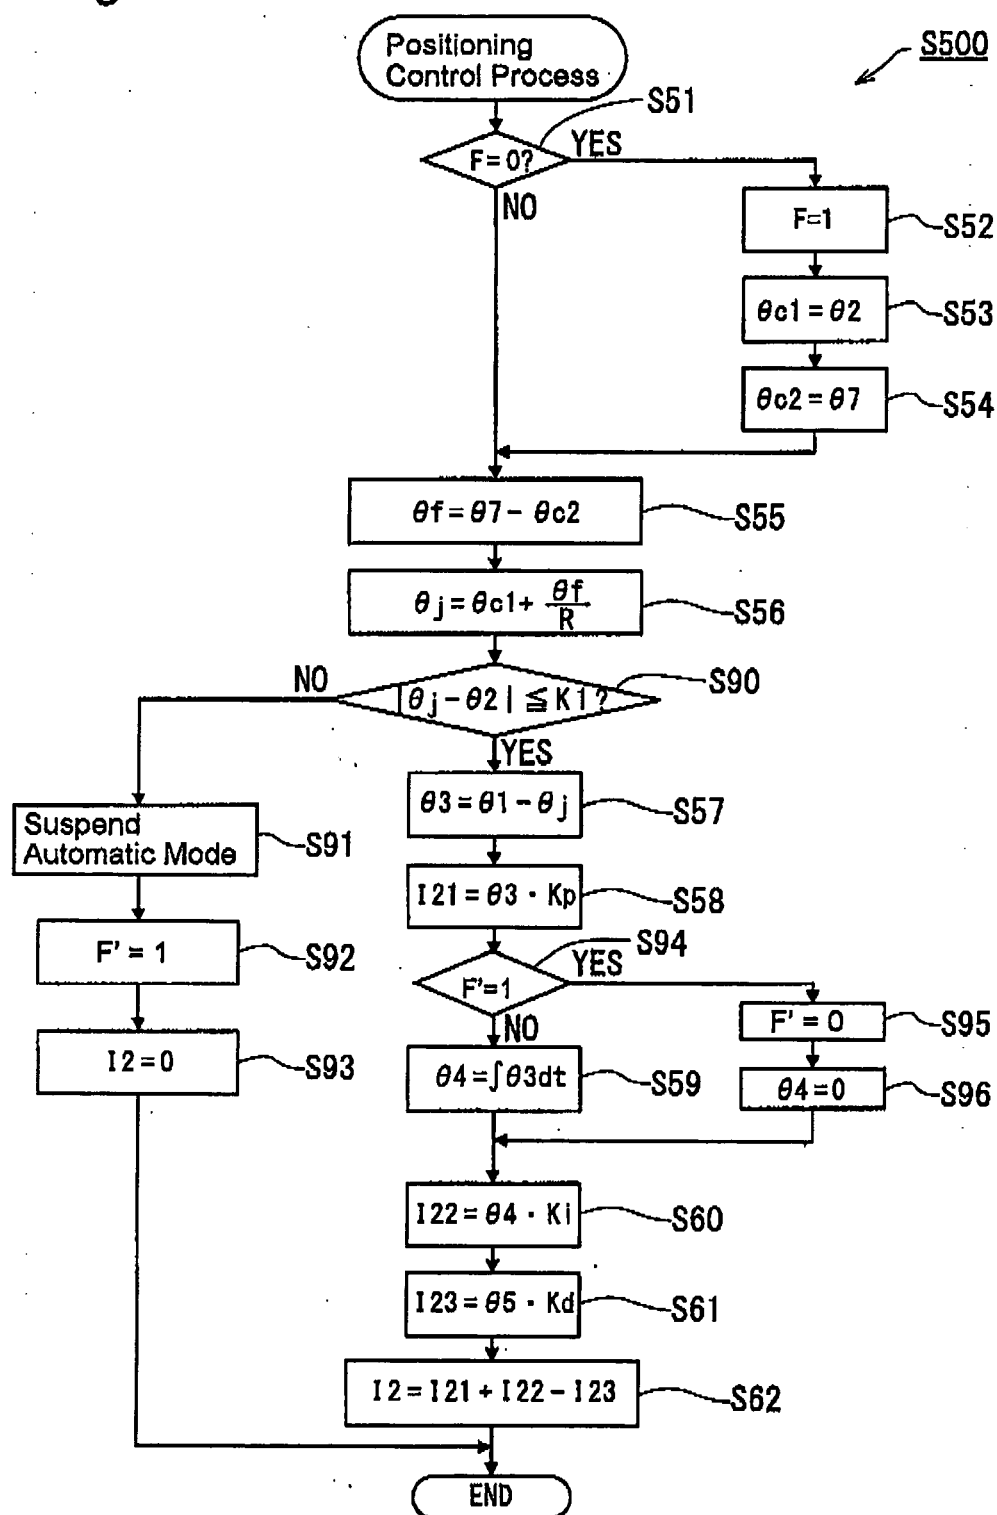 Positioning
Control Process
S500
S51
F=0?
YES
NO
F=1
S52
θc1=θ2
S53
θc2=θ7
S54
θf=θ7-θc2
S55
θj=θc1+ θf/R
S56
NO
|θj-θ2|≦K1?
S90
YES
θ3=θ1-θj
S57
Suspend
Automatic Mode
S91
I21=θ3・Kp
S58
F'=1
S92
S94
F'=1
YES
NO
F'=0
S95
I2=0
S93
θ4=∫θ3dt
S59
θ4=0
S96
I22=θ4・Ki
S60
I23=θ5・Kd
S61
I2=I21+I22-I23
S62
END